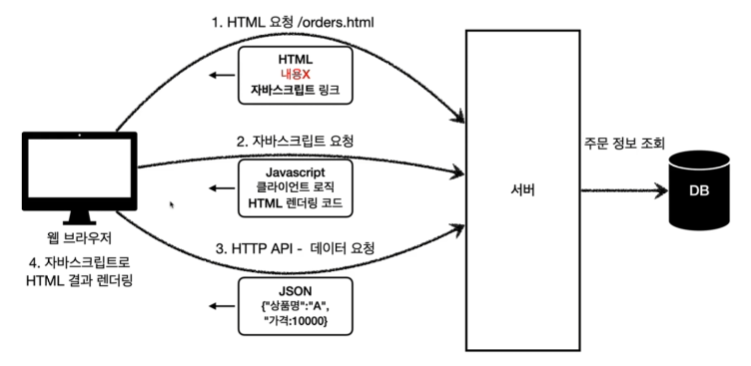 1. HTML 요청 /orders.html
HTML
내용X
자바스크립트 링크
2. 자바스크립트 요청
Javascript
클라이언트 로직
HTML 렌더링 코드
3. HTTP API - 데이터 요청
JSON
{"상품명":"A",
"가격:10000}
웹 브라우저
4. 자바스크립트로
HTML 결과 렌더링
서버
주문 정보 조회
DB